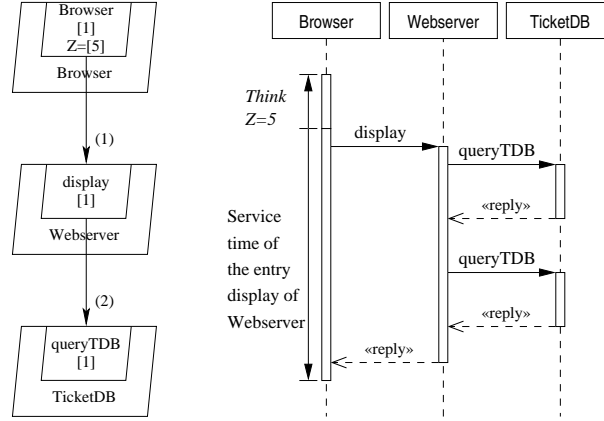 Browser
[1]
Z=[5]
Browser
(1)
display
[1]
Webserver
(2)
queryTDB
[1]
TicketDB
Browser
Webserver
TicketDB
Think
Z=5
display
queryTDB
«reply»
Service
time of
the entry
display of
Webserver
queryTDB
«reply»
«reply»